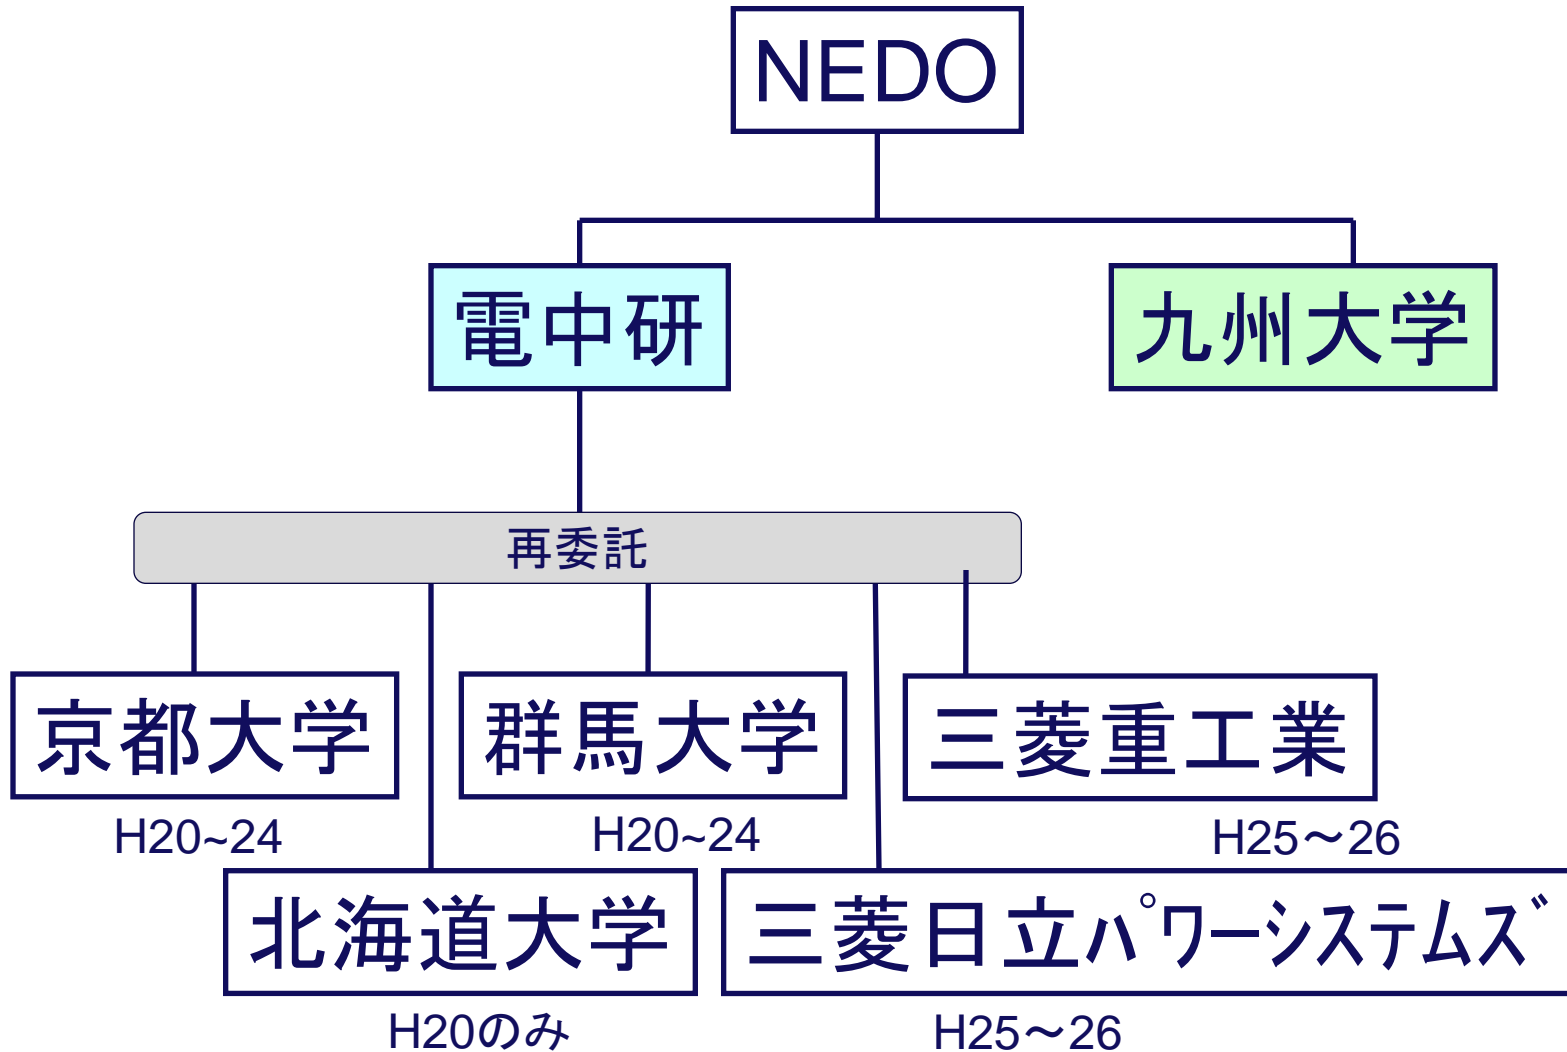 NEDO
電中研
九州大学
再委託
京都大学
群馬大学
三菱重工業
H20~24
H20~24
H25～26
北海道大学
三菱日立ﾊﾟﾜｰｼｽﾃﾑｽﾞ
H20のみ
H25～26